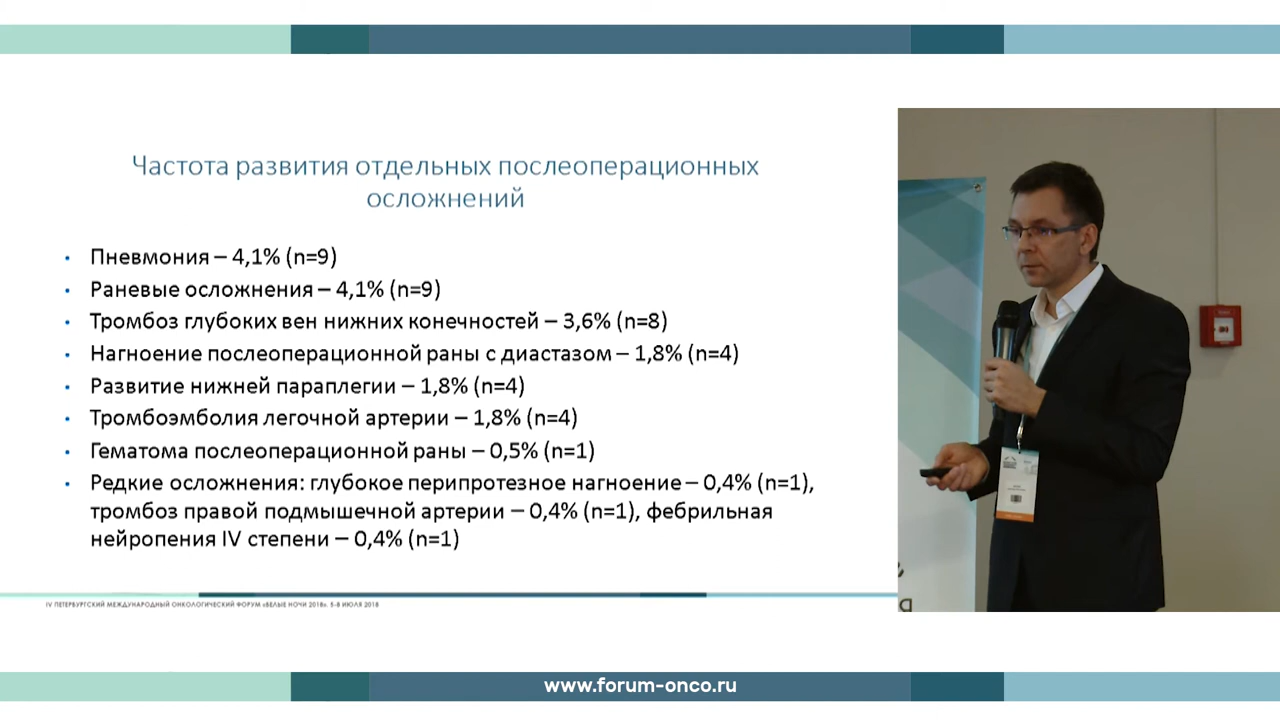 Частота развития отдельных послеоперационных
осложнений
• Пневмония – 4,1% (n=9)
• Раневые осложнения – 4,1% (n=9)
• Тромбоз глубоких вен нижних конечностей – 3,6% (n=8)
• Нагноение послеоперационной раны с диастазом – 1,8% (n=4)
• Развитие нижней параплегии – 1,8% (n=4)
• Тромбоэмболия легочной артерии – 1,8% (n=4)
• Гематома послеоперационной раны – 0,5% (n=1)
• Редкие осложнения: глубокое перипротезное нагноение – 0,4% (n=1),
тромбоз правой подмышечной артерии – 0,4% (n=1), фебрильная
нейропения IV степени – 0,4% (n=1)
IV ПЕТЕРБУРГСКИЙ МЕЖДУНАРОДНЫЙ ОНКОЛОГИЧЕСКИЙ ФОРУМ «БЕЛЫЕ НОЧИ 2018». 5-8 ИЮЛЯ 2018
www.forum-onco.ru